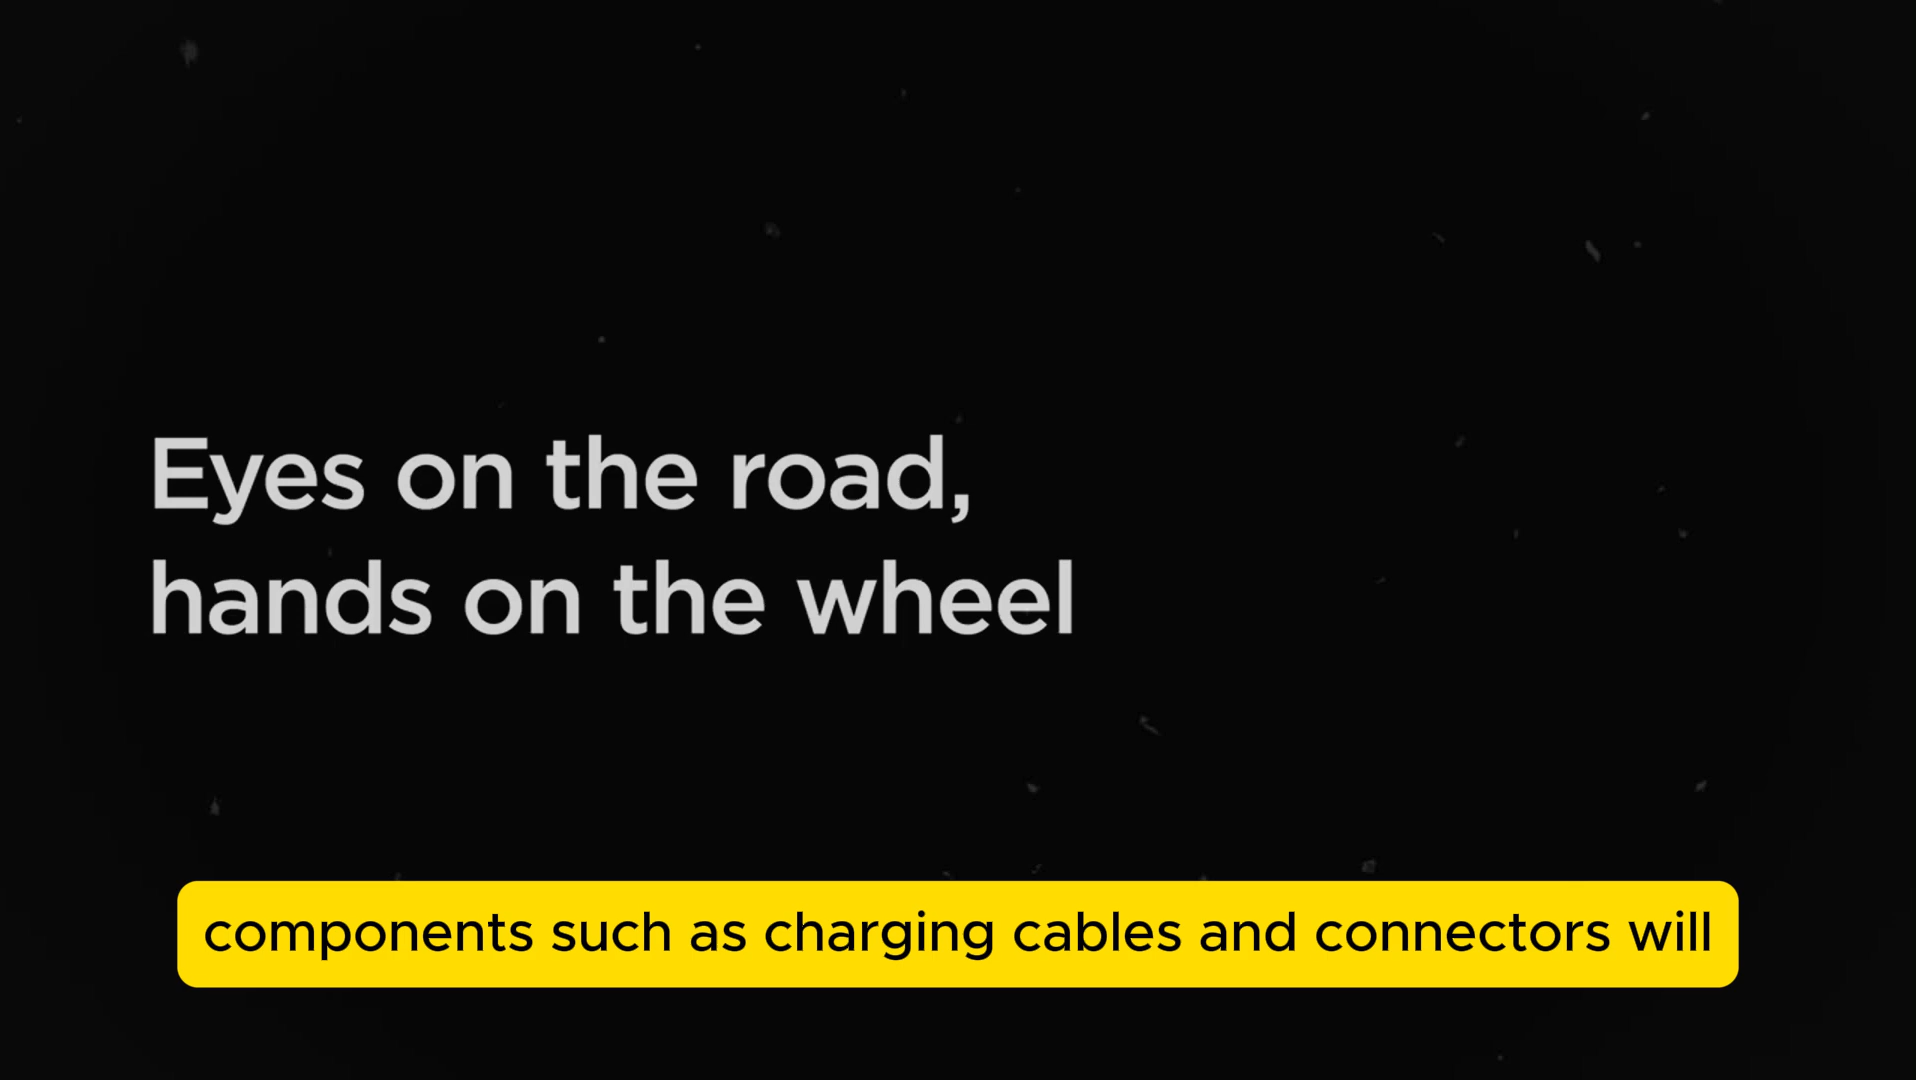 Eyes on the road,
hands on the wheel
components such as charging cables and connectors will